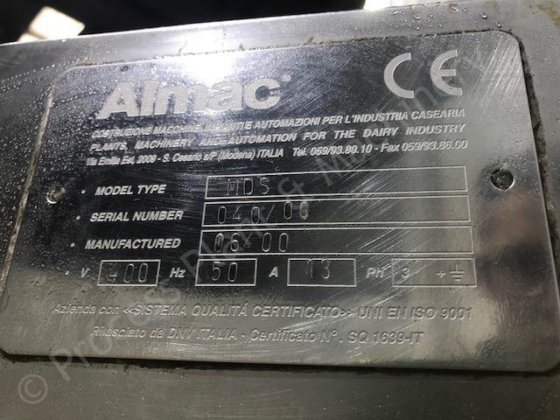 Almac
CE
COSTRUZIONE MACCHINE, IMPIANTI E AUTOMAZIONI PER L'INDUSTRIA CASEARIA
PLANTS, MACHINERY AND AUTOMATION FOR THE DAIRY INDUSTRY
Via Emilia Est, - S. Cesario s/P (Modena) ITALIA Tel. 059/93.80.10 - Fax 059/93.86.00
• MODEL TYPE MDS
• SERIAL NUMBER 040/00
• MANUFACTURED 06/00
• V 400 Hz 50 A 13 Ph 3 +
Azienda con «SISTEMA QUALITÁ CERTIFICATO» UNI EN ISO 9001
Rilasciato da DNV ITALIA - Certificato N°. SQ 1639-IT